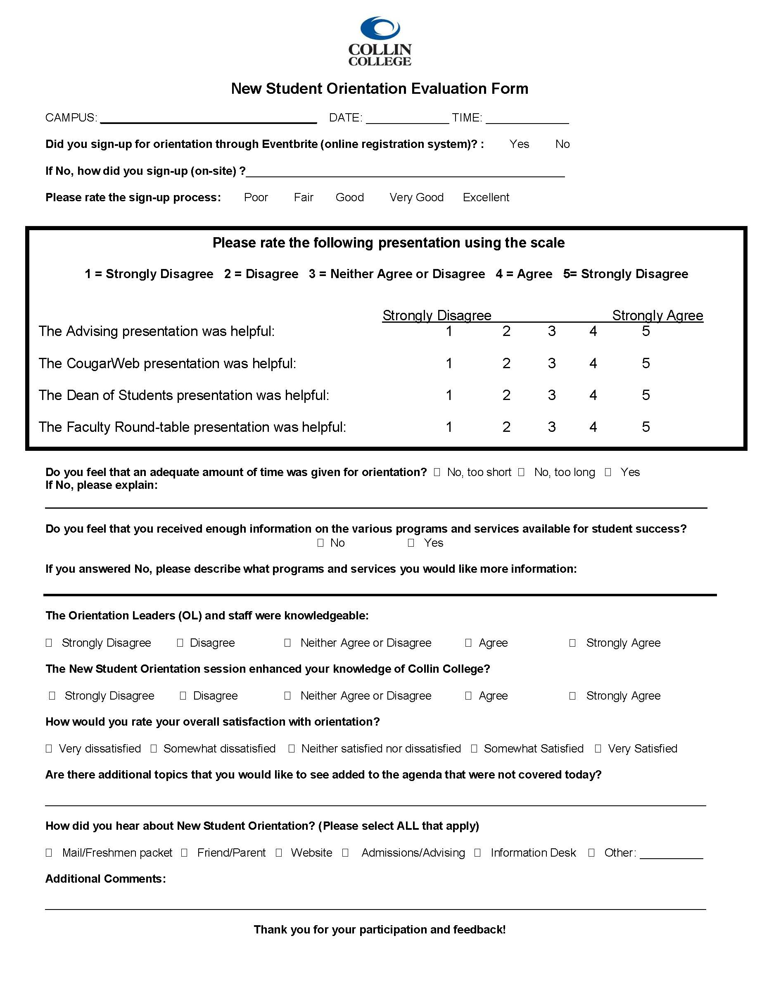 COLLIN
COLLEGE
New Student Orientation Evaluation Form
CAMPUS: ______________________ DATE: ____________ TIME: ____________
Did you sign-up for orientation through Eventbrite (online registration system)? : Yes No
If No, how did you sign-up (on-site) ?______________________________
Please rate the sign-up process: Poor Fair Good Very Good Excellent
Please rate the following presentation using the scale
1 = Strongly Disagree 2 = Disagree 3 = Neither Agree or Disagree 4 = Agree 5= Strongly Disagree
Strongly Disagree Strongly Agree
The Advising presentation was helpful: 1 2 3 4 5
The CougarWeb presentation was helpful: 1 2 3 4 5
The Dean of Students presentation was helpful: 1 2 3 4 5
The Faculty Round-table presentation was helpful: 1 2 3 4 5
Do you feel that an adequate amount of time was given for orientation? □ No, too short □ No, too long □ Yes
If No, please explain:
Do you feel that you received enough information on the various programs and services available for student success?
□ No □ Yes
If you answered No, please describe what programs and services you would like more information:
The Orientation Leaders (OL) and staff were knowledgeable:
□ Strongly Disagree □ Disagree □ Neither Agree or Disagree □ Agree □ Strongly Agree
The New Student Orientation session enhanced your knowledge of Collin College?
□ Strongly Disagree □ Disagree □ Neither Agree or Disagree □ Agree □ Strongly Agree
How would you rate your overall satisfaction with orientation?
□ Very dissatisfied □ Somewhat dissatisfied □ Neither satisfied nor dissatisfied □ Somewhat Satisfied □ Very Satisfied
Are there additional topics that you would like to see added to the agenda that were not covered today?
How did you hear about New Student Orientation? (Please select ALL that apply)
□ Mail/Freshmen packet □ Friend/Parent □ Website □ Admissions/Advising □ Information Desk □ Other: __________
Additional Comments:
Thank you for your participation and feedback!